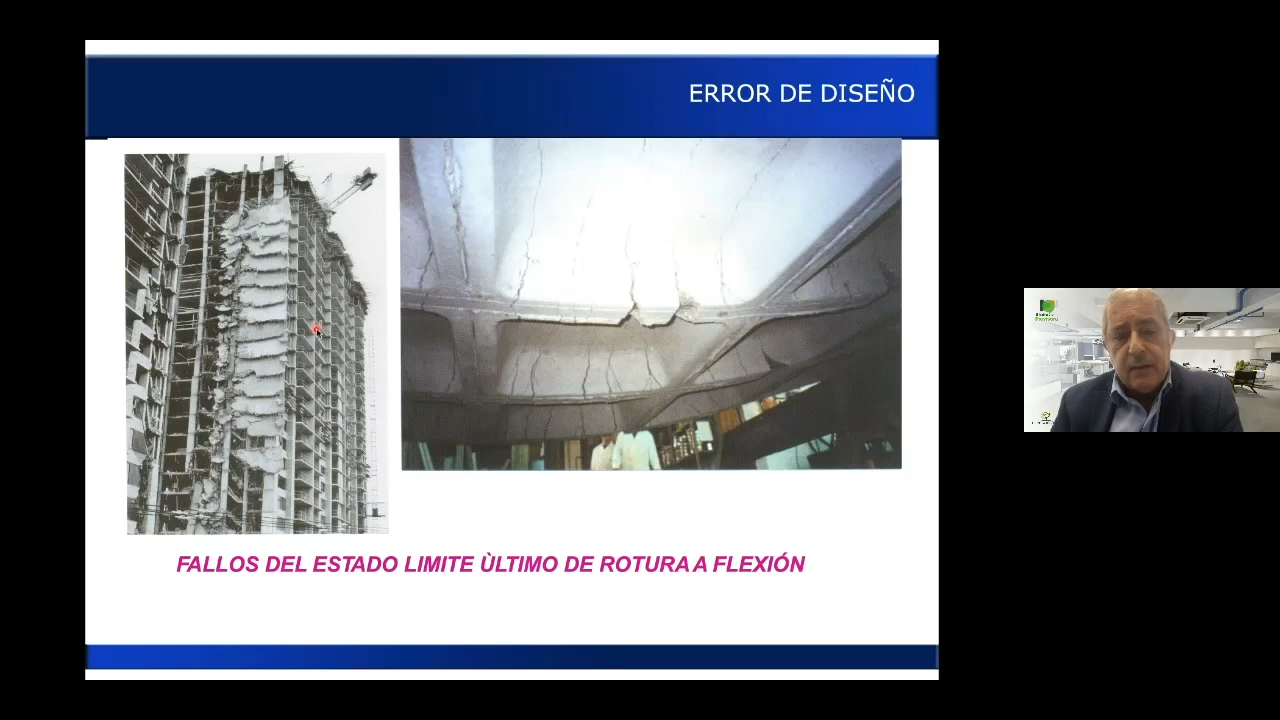 ERROR DE DISEÑO
FALLOS DEL ESTADO LIMITE ÙLTIMO DE ROTURA A FLEXIÓN